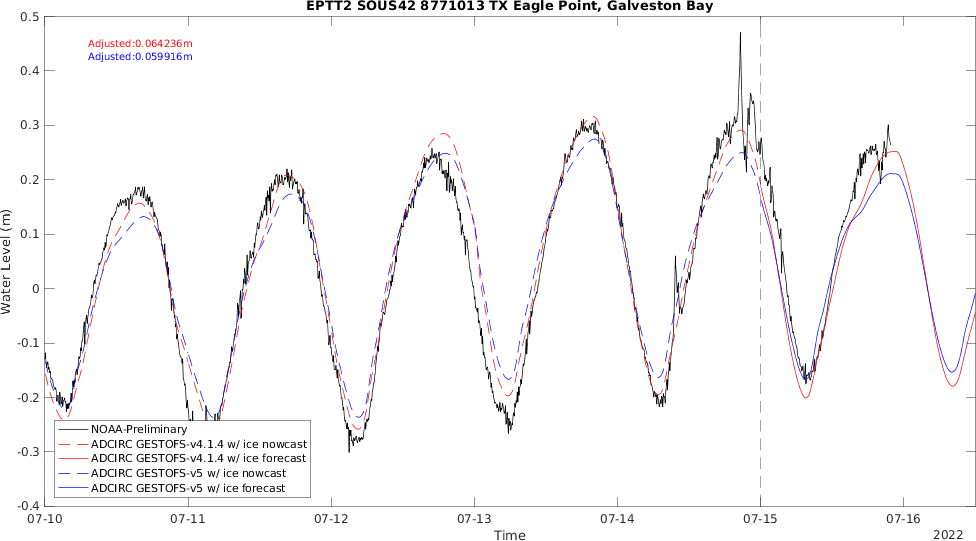 EPTT2 SOUS42 8771013 TX Eagle Point, Galveston Bay
Adjusted:0.064236m
Adjusted:0.059916m
0.5
0.4
0.3
0.2
0.1
0
-0.1
-0.2
-0.3
-0.4
Water Level (m)
NOAA-Preliminary
ADCIRC GESTOFS-v4.1.4 w/ ice nowcast
ADCIRC GESTOFS-v4.1.4 w/ ice forecast
ADCIRC GESTOFS-v5 w/ ice nowcast
ADCIRC GESTOFS-v5 w/ ice forecast
07-10 07-11 07-12 07-13 07-14 07-15 07-16
Time
2022